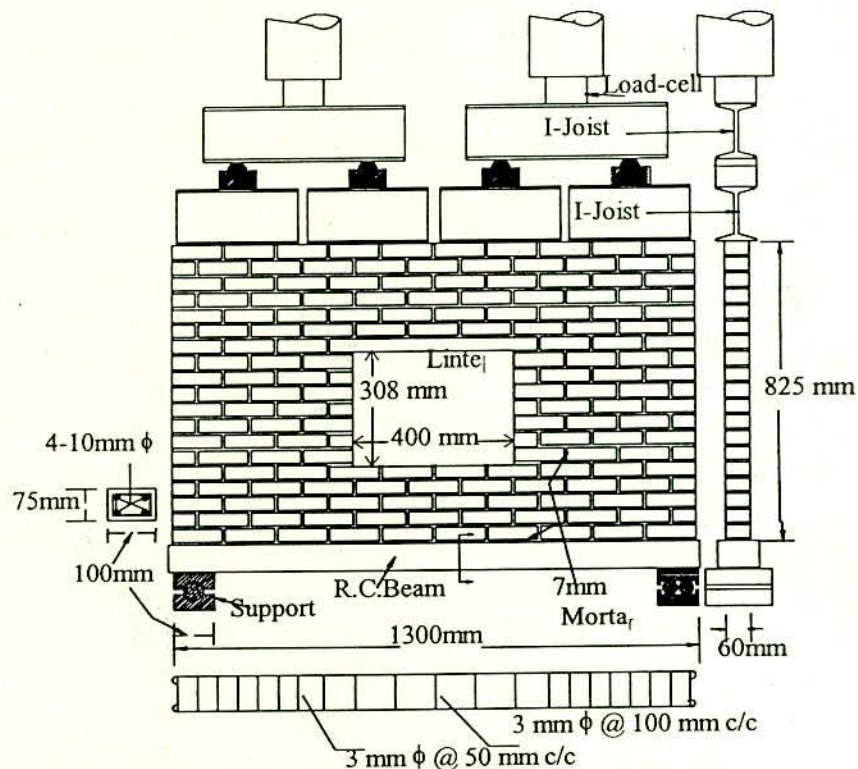 Load-cell
I-Joist
I-Joist
Lintel
308 mm
825 mm
400 mm
4-10mm ϕ
75mm
100mm
R.C.Beam
7mm
Support
Mortar
1300mm
60mm
3 mm ϕ @ 100 mm c/c
3 mm ϕ @ 50 mm c/c